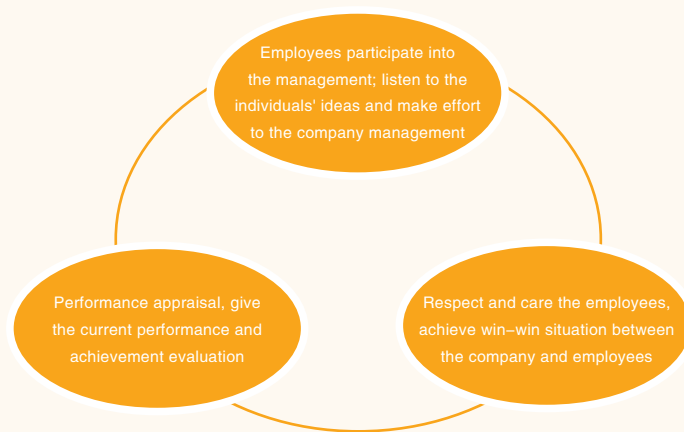 Employees participate into
the management; listen to the
individuals' ideas and make effort
to the company management
Performance appraisal, give
the current performance and
achievement evaluation
Respect and care the employees,
achieve win–win situation between
the company and employees